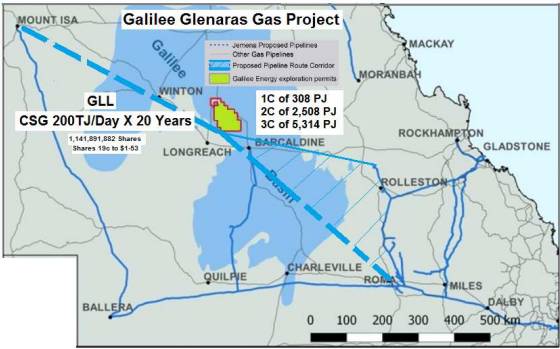 Galilee Glenaras Gas Project
MOUNT ISA
Jemena Proposed Pipelines
Other Gas Pipelines
Proposed Pipeline Route Corridor
Galilee Energy exploration permits
MACKAY
Galilee
MORANBAH
WINTON
GLL
CSG 200TJ/Day X 20 Years
1,141,891,882 Shares
Shares 19c to $1-53
1C of 308 PJ
2C of 2,508 PJ
3C of 5,314 PJ
ROCKHAMPTON
GLADSTONE
LONGREACH
BARCALDINE
Basin
ROLLESTON
QUILPIE
CHARLEVILLE
ROMA
MILES
BALLERA
DALBY
0 100 200 300 400 500 km